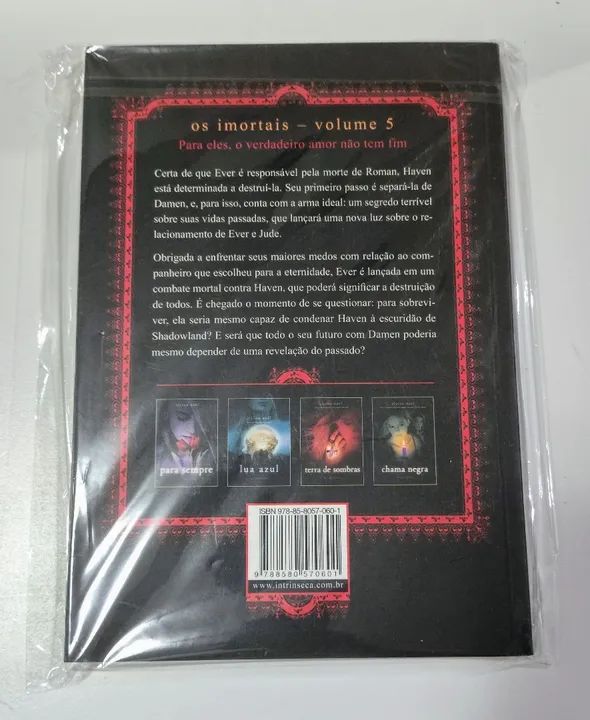 os imortais – volume 5
Para eles, o verdadeiro amor não tem fim
Certa de que Ever é responsável pela morte de Roman, Haven
está determinada a destruí-la. Seu primeiro passo é separá-la de
Damen, e, para isso, conta com a arma ideal: um segredo terrível
sobre suas vidas passadas, que lançará uma nova luz sobre o re-
lacionamento de Ever e Jude.
Obrigada a enfrentar seus maiores medos com relação ao com-
panheiro que escolheu para a eternidade, Ever é lançada em um
combate mortal contra Haven, que poderá significar a destruição
de todos. É chegado o momento de se questionar: para sobrevi-
ver, ela seria mesmo capaz de condenar Haven à escuridão de
Shadowland? E será que todo o seu futuro com Damen poderia
mesmo depender de uma revelação do passado?
para sempre
lua azul
terra de sombras
chama negra
ISBN 978-85-8057-060-1
9 788580 570601
www.intrinseca.com.br